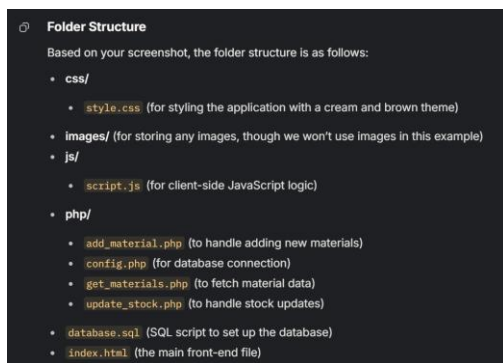 Folder Structure
Based on your screenshot, the folder structure is as follows:
• css/
• style.css (for styling the application with a cream and brown theme)
• images/ (for storing any images, though we won't use images in this example)
• js/
• script.js (for client-side JavaScript logic)
• php/
• add_material.php (to handle adding new materials)
• config.php (for database connection)
• get_materials.php (to fetch material data)
• update_stock.php (to handle stock updates)
• database.sql (SQL script to set up the database)
• index.html (the main front-end file)